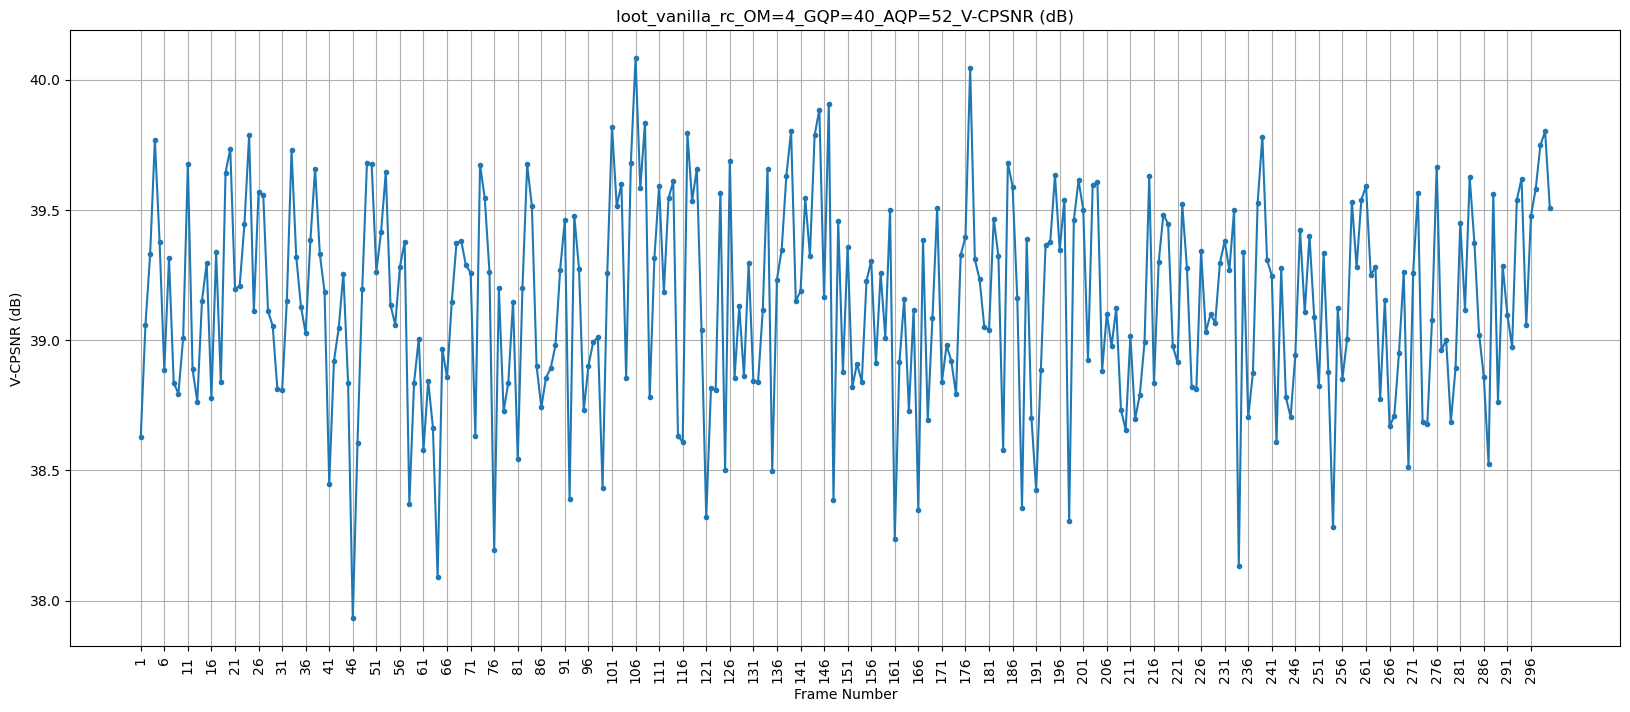 loot_vanilla_rc_OM=4_GQP=40_AQP=52_V-CPSNR (dB)
V-CPSNR (dB)
40.0
39.5
39.0
38.5
38.0
1 6 11 16 21 26 31 36 41 46 51 56 61 66 71 76 81 86 91 96 101 106 111 116 121 126 131 136 141 146 151 156 161 166 171 176 181 186 191 196 201 206 211 216 221 226 231 236 241 246 251 256 261 266 271 276 281 286 291 296
Frame Number